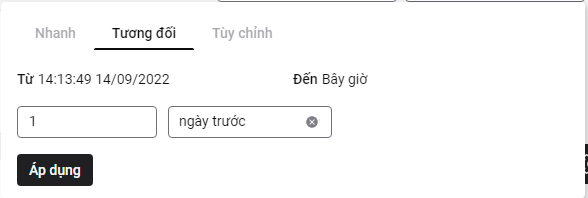 Nhanh Tương đối Tùy chỉnh
Từ 14:13:49 14/09/2022 Đến Bây giờ
1 ngày trước
Áp dụng